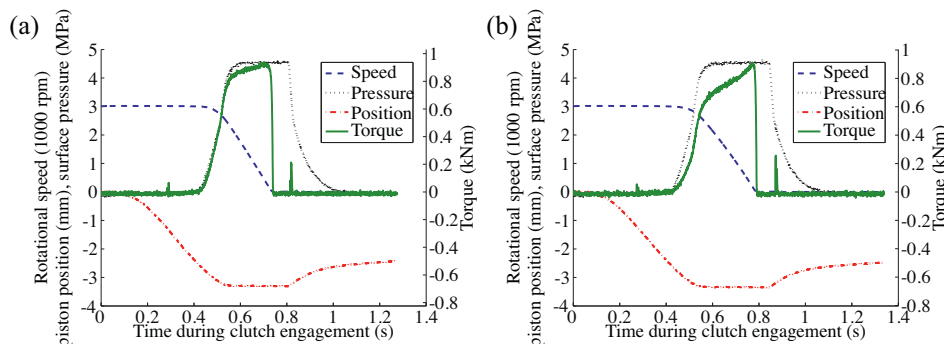 (a)
Rotational speed (1000 rpm)
piston position (mm), surface pressure (MPa)
5
4
3
2
1
0
-1
-2
-3
-4
1
0.8
0.6
0.4
0.2
0
-0.2
-0.4
-0.6
-0.8
Torque (kNm)
Speed
Pressure
Position
Torque
0 0.2 0.4 0.6 0.8 1 1.2 1.4
Time during clutch engagement (s)
(b)
Rotational speed (1000 rpm)
piston position (mm), surface pressure (MPa)
5
4
3
2
1
0
-1
-2
-3
-4
1
0.8
0.6
0.4
0.2
0
-0.2
-0.4
-0.6
-0.8
Torque (kNm)
Speed
Pressure
Position
Torque
0 0.2 0.4 0.6 0.8 1 1.2 1.4
Time during clutch engagement (s)